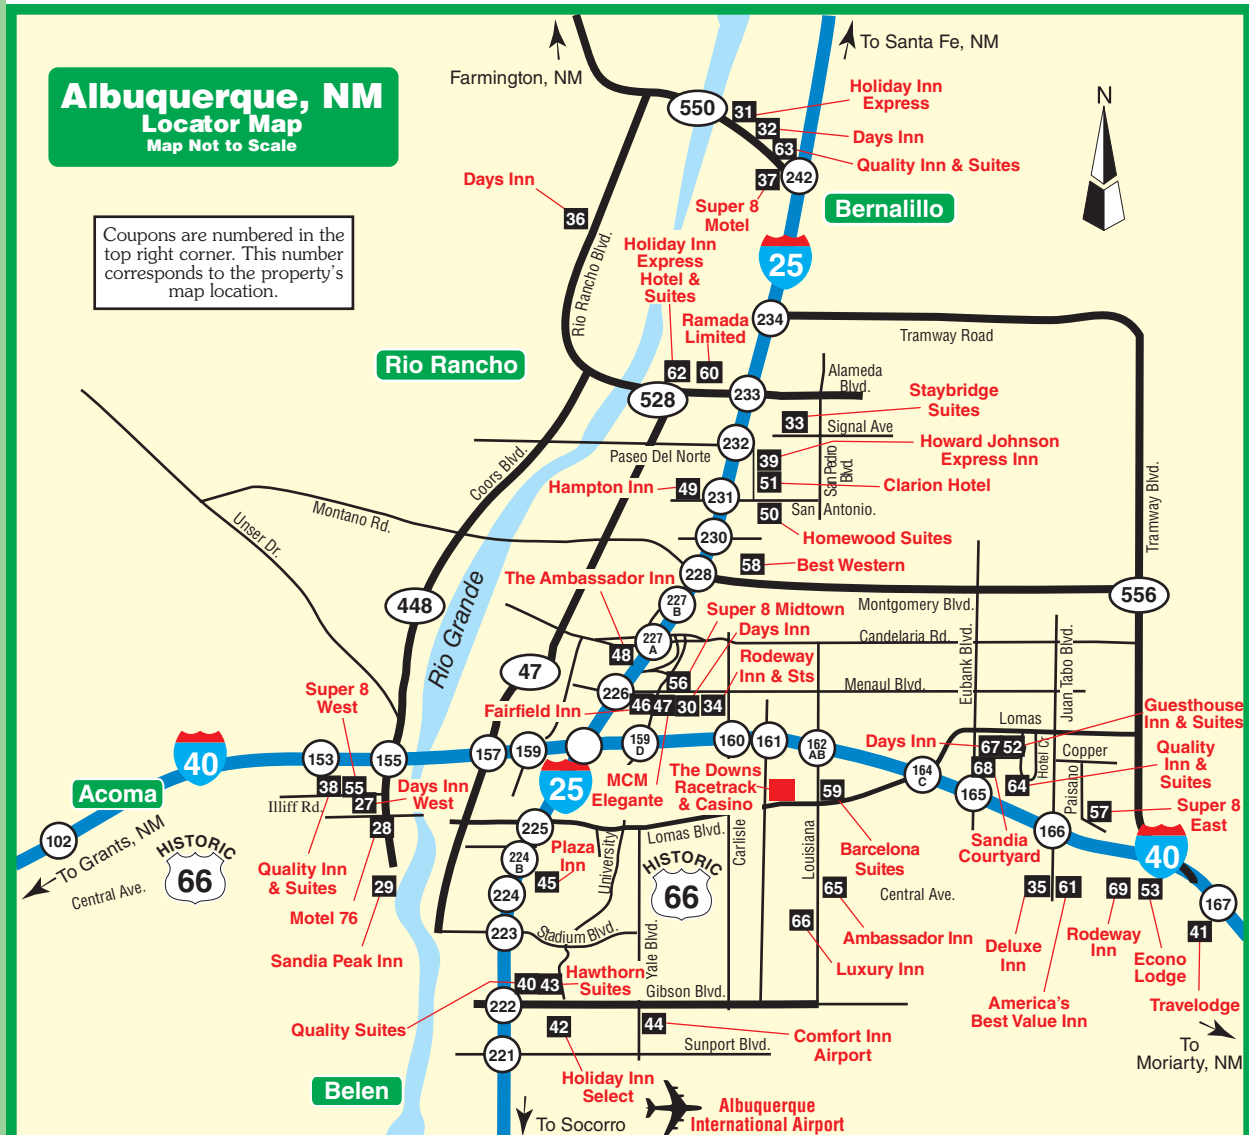 Albuquerque, NM
Locator Map
Map Not to Scale
Coupons are numbered in the
top right corner. This number
corresponds to the property's
map location.
Farmington, NM
To Santa Fe, NM
N
550
31
Holiday Inn
Express
32
Days Inn
63
Quality Inn & Suites
37
242
Super 8
Motel
Bernalillo
Days Inn
36
Rio Rancho Blvd.
25
Holiday Inn
Express
Hotel &
Suites
Ramada
Limited
234
Tramway Road
Rio Rancho
62
60
528
233
Alameda
Blvd.
33
Staybridge
Suites
Signal Ave
232
Paseo Del Norte
39
Howard Johnson
Express Inn
San Pedro
Blvd.
51
Clarion Hotel
Hampton Inn
49
231
San Antonio.
50
Homewood Suites
230
58
Best Western
Coors Blvd.
Montano Rd.
Unser Dr.
Tramway Blvd.
The Ambassador Inn
228
556
Montgomery Blvd.
448
Rio Grande
227
B
Super 8 Midtown
Days Inn
227
A
Candelaria Rd.
48
Rodeway
Inn & Sts
47
56
226
Menaul Blvd.
Eubank Blvd.
Juan Tabo Blvd.
Fairfield Inn
46
47
30
34
Super 8
West
Guesthouse
Inn & Suites
Lomas
40
153
155
157
159
159
D
160
161
162
AB
Days Inn
67
52
Hotel Cr.
Copper
Quality
Inn &
Suites
68
64
164
C
165
Paisano
57
Super 8
East
Acoma
38
55
27
Days Inn
West
Illiff Rd.
28
25
MCM
Elegante
The Downs
Racetrack
& Casino
59
102
To Grants, NM
HISTORIC
66
Central Ave.
Quality Inn
& Suites
29
Motel 76
Sandia Peak Inn
225
Lomas Blvd.
Carlisle
Louisiana
224
B
Plaza
Inn
45
University
HISTORIC
66
Barcelona
Suites
Sandia
Courtyard
166
40
224
65
Central Ave.
35
61
69
53
167
223
Stadium Blvd.
Yale Blvd.
66
Ambassador Inn
Luxury Inn
Deluxe
Inn
Rodeway
Inn
Econo
Lodge
41
Travelodge
America's
Best Value Inn
40
43
Hawthorn
Suites
Gibson Blvd.
222
Quality Suites
42
44
Comfort Inn
Airport
Sunport Blvd.
221
To
Moriarty, NM
Belen
Holiday Inn
Select
To Socorro
Albuquerque
International Airport